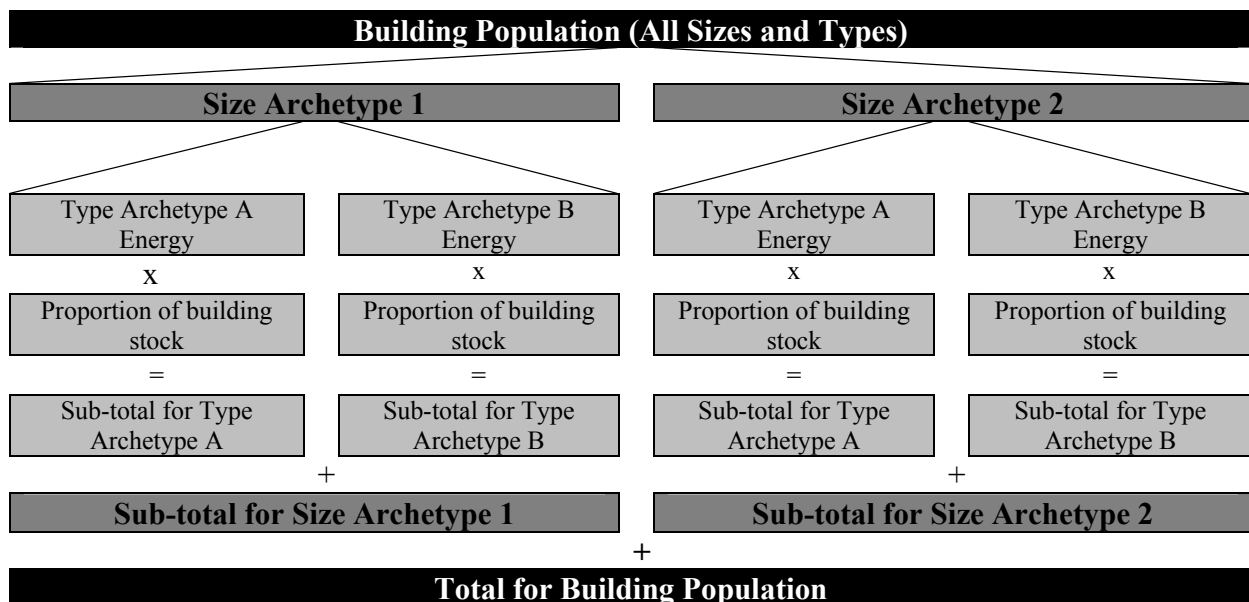 Building Population (All Sizes and Types)
Size Archetype 1
Size Archetype 2
Type Archetype A
Energy
Type Archetype B
Energy
Type Archetype A
Energy
Type Archetype B
Energy
x
x
x
x
Proportion of building
stock
Proportion of building
stock
Proportion of building
stock
Proportion of building
stock
=
=
=
=
Sub-total for Type
Archetype A
Sub-total for Type
Archetype B
Sub-total for Type
Archetype A
Sub-total for Type
Archetype B
+
+
Sub-total for Size Archetype 1
Sub-total for Size Archetype 2
+
Total for Building Population